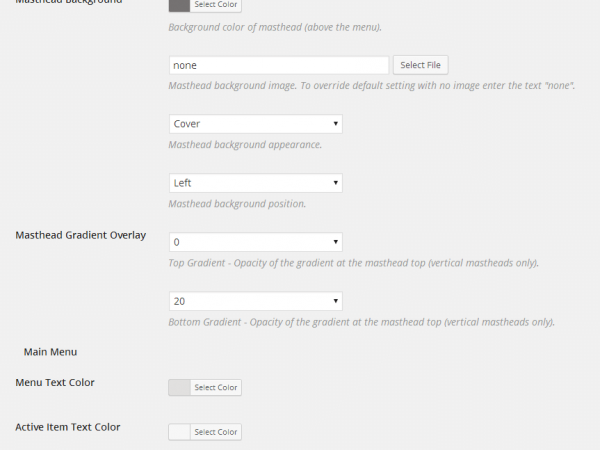 Masthead Background
Select Color
Background color of masthead (above the menu).
none
Select File
Masthead background image. To override default setting with no image enter the text "none".
Cover
Masthead background appearance.
Left
Masthead background position.
Masthead Gradient Overlay
0
Top Gradient - Opacity of the gradient at the masthead top (vertical mastheads only).
20
Bottom Gradient - Opacity of the gradient at the masthead top (vertical mastheads only).
Main Menu
Menu Text Color
Select Color
Active Item Text Color
Select Color